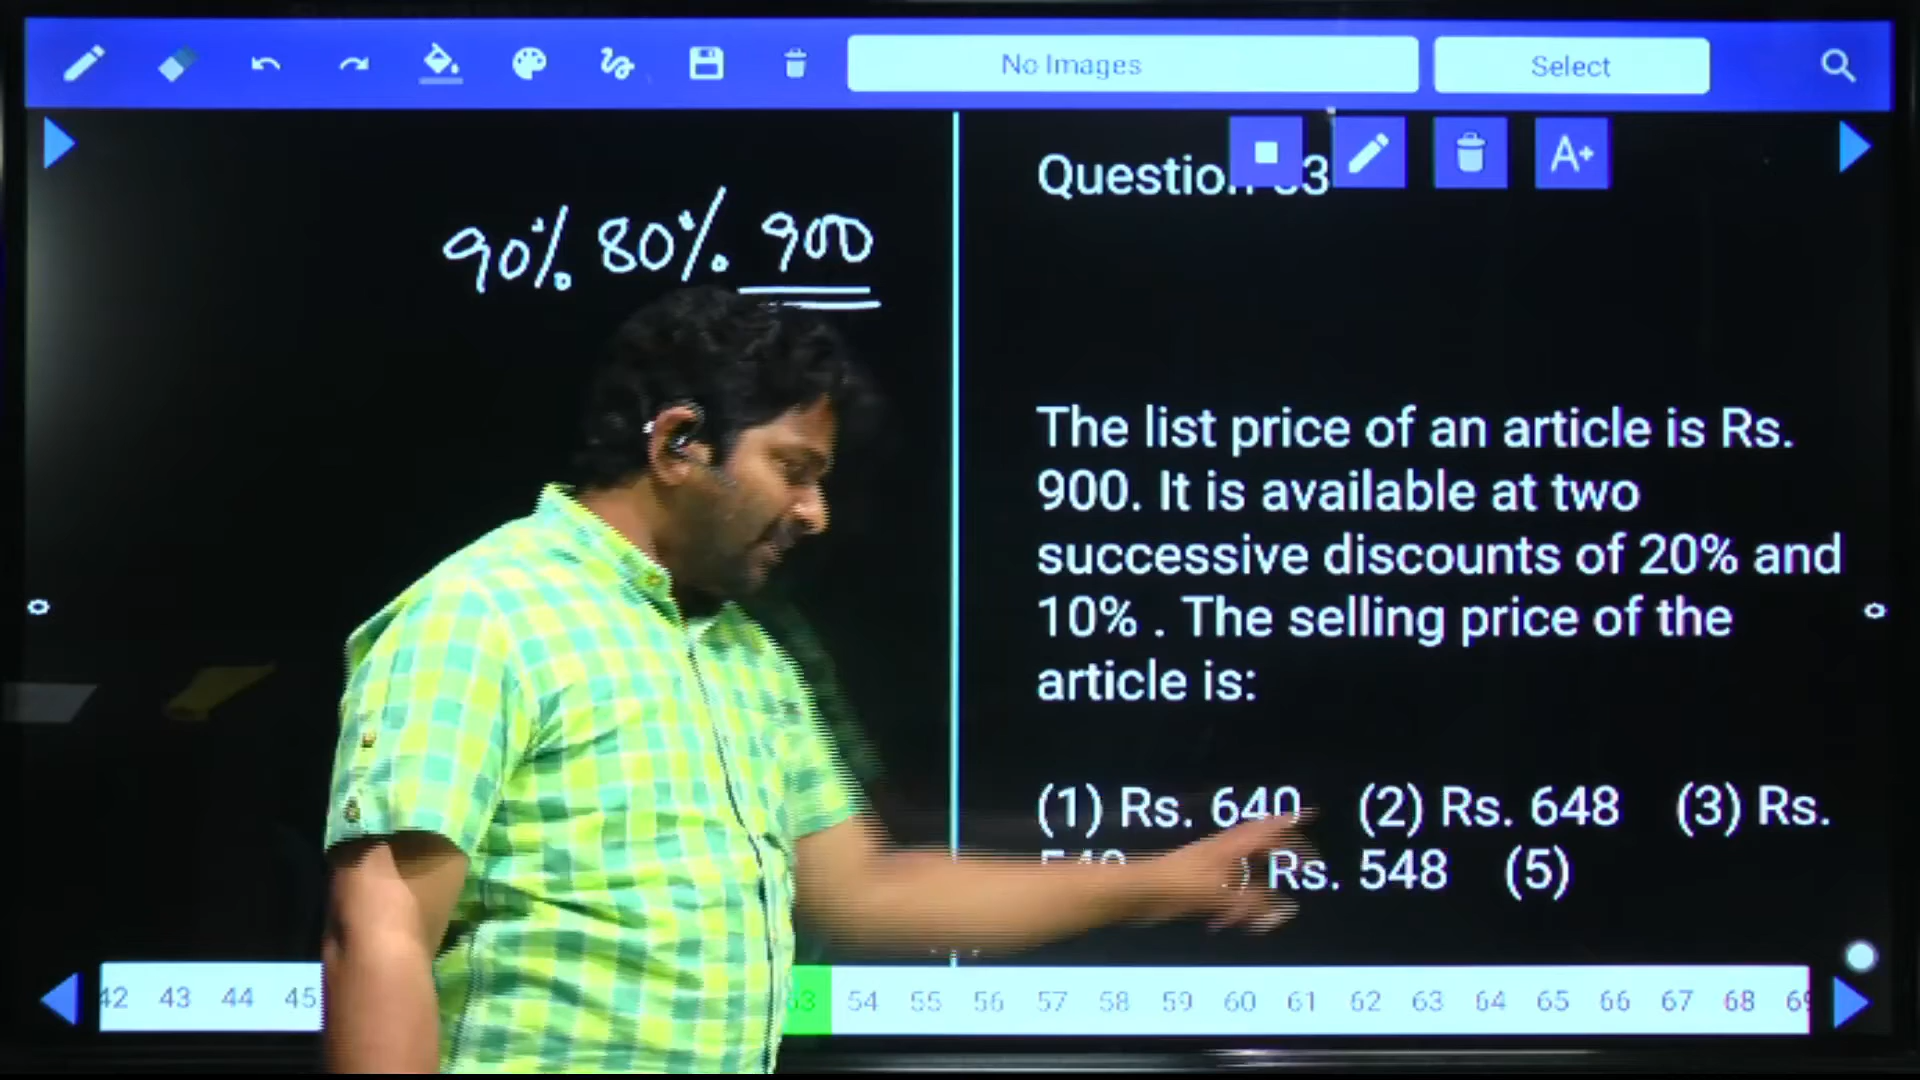 No Images
Select
A+
90% 80% 900
The list price of an article is Rs.
900. It is available at two
successive discounts of 20% and
10% . The selling price of the
article is:
(1) Rs. 640 (2) Rs. 648 (3) Rs.
Rs. 548 (5)
42 43 44 45 53 54 55 56 57 58 59 60 61 62 63 64 65 66 67 68 69